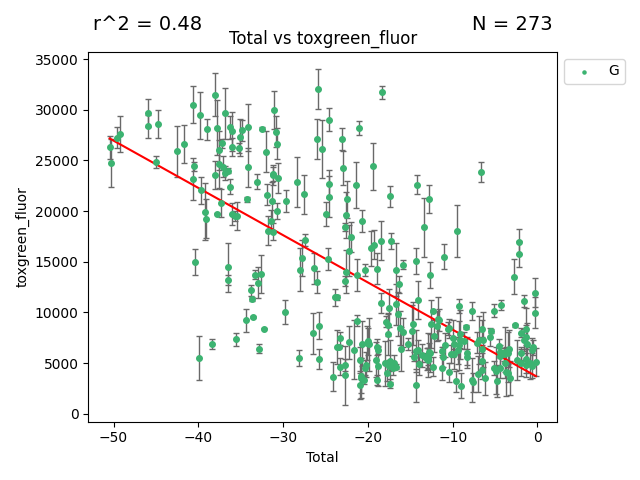 r^2 = 0.48 N = 273
Total vs toxgreen_fluor
35000
30000
25000
20000
15000
10000
5000
0
toxgreen_fluor
−50 −40 −30 −20 −10 0
Total
G